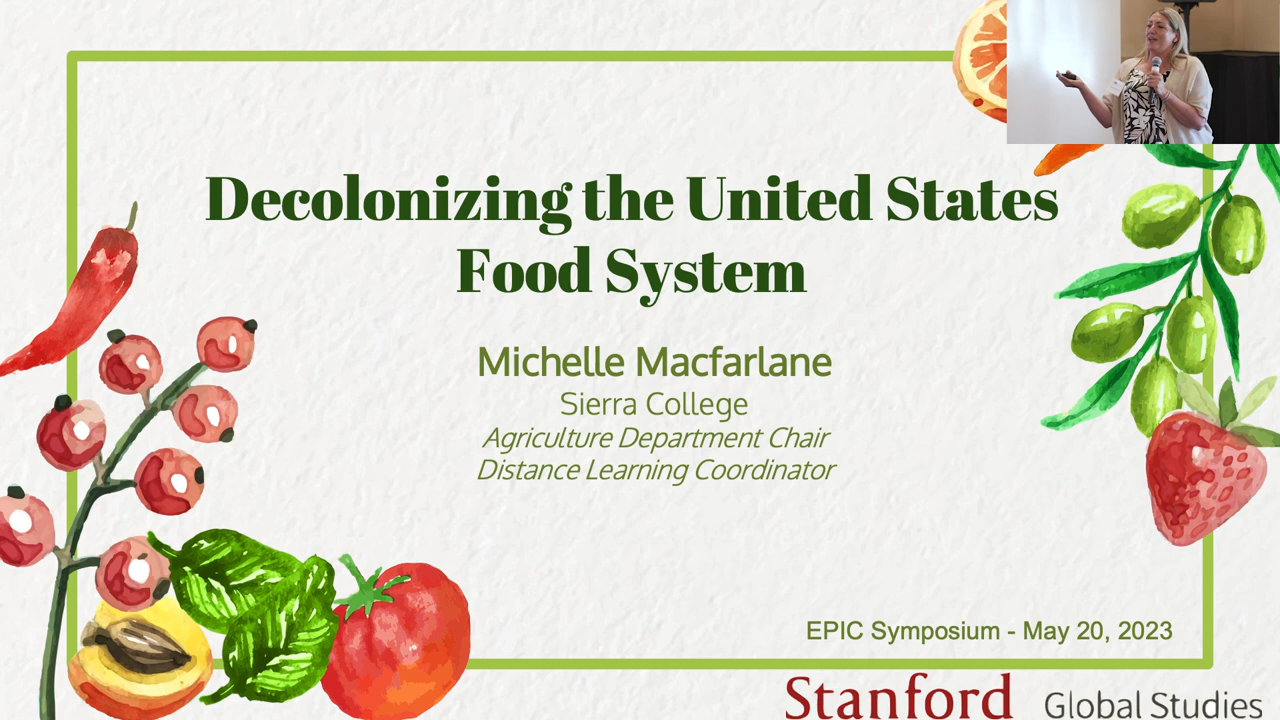 Decolonizing the United States
Food System
Michelle Macfarlane
Sierra College
Agriculture Department Chair
Distance Learning Coordinator
EPIC Symposium - May 20, 2023
Stanford Global Studies